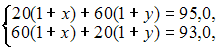 20(1 + x) + 60(1 + y) = 95,0,
60(1 + x) + 20(1 + y) = 93,0,